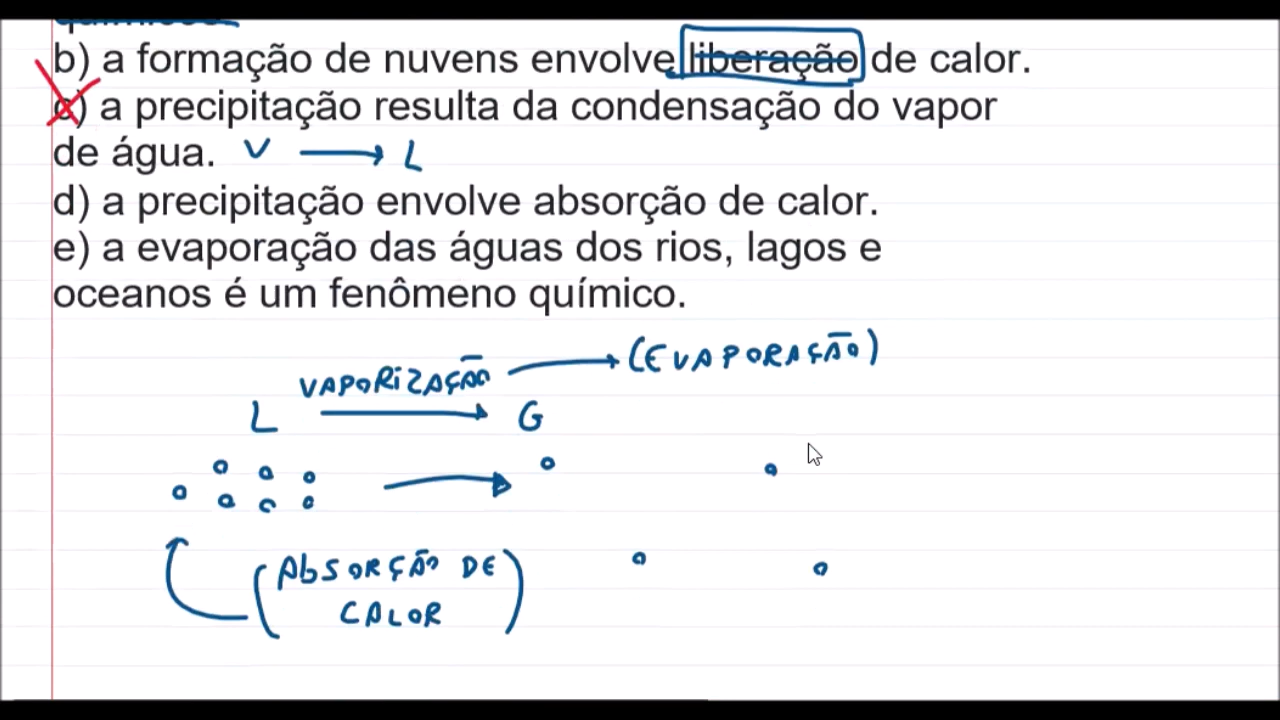 b) a formação de nuvens envolve liberação de calor.
c) a precipitação resulta da condensação do vapor
de água. V → L
d) a precipitação envolve absorção de calor.
e) a evaporação das águas dos rios, lagos e
oceanos é um fenômeno químico.
VAPORIZAÇÃO → (EVAPORAÇÃO)
L → G
(ABSORÇÃO DE
CALOR)